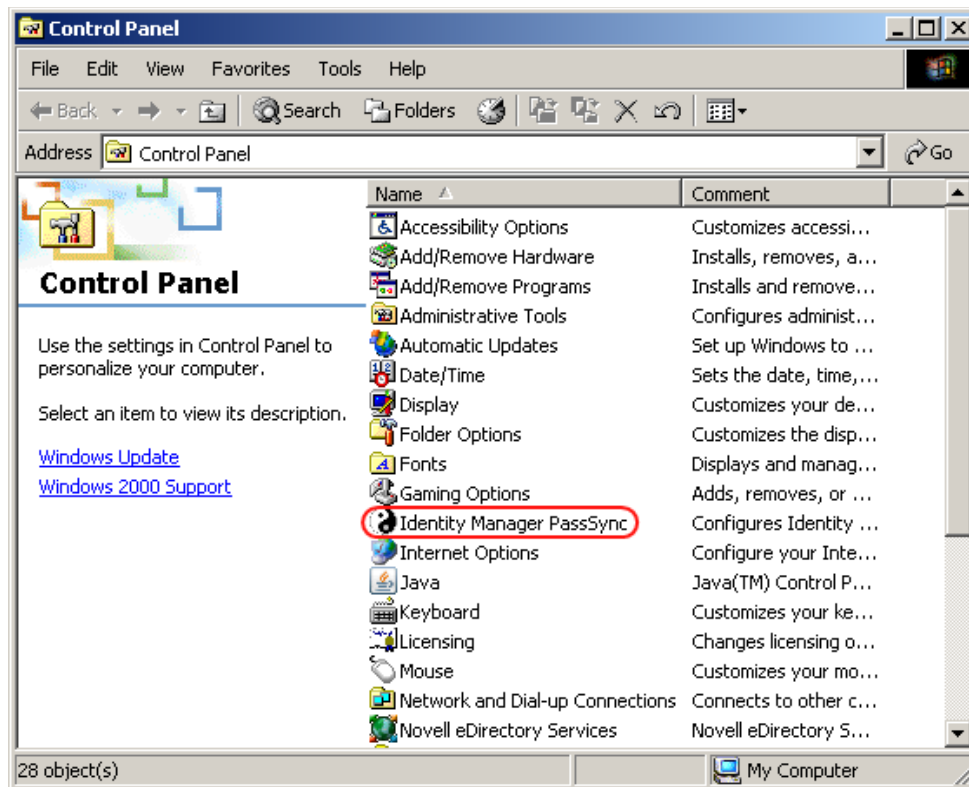 Control Panel
File Edit View Favorites Tools Help
Back Search Folders
Address Control Panel Go
Name Comment
Control Panel
Use the settings in Control Panel to
personalize your computer.
Select an item to view its description.
Windows Update
Windows 2000 Support
Accessibility Options Customizes accessi...
Add/Remove Hardware Installs, removes, a...
Add/Remove Programs Installs and remove...
Administrative Tools Configures administ...
Automatic Updates Set up Windows to ...
Date/Time Sets the date, time,...
Display Customizes your de...
Folder Options Customizes the disp...
Fonts Displays and manag...
Gaming Options Adds, removes, or ...
Identity Manager PassSync Configures Identity ...
Internet Options Configure your Inte...
Java Java(TM) Control P...
Keyboard Customizes your ke...
Licensing Changes licensing o...
Mouse Customizes your mo...
Network and Dial-up Connections Connects to other c...
Novell eDirectory Services Novell eDirectory S...
28 object(s) My Computer